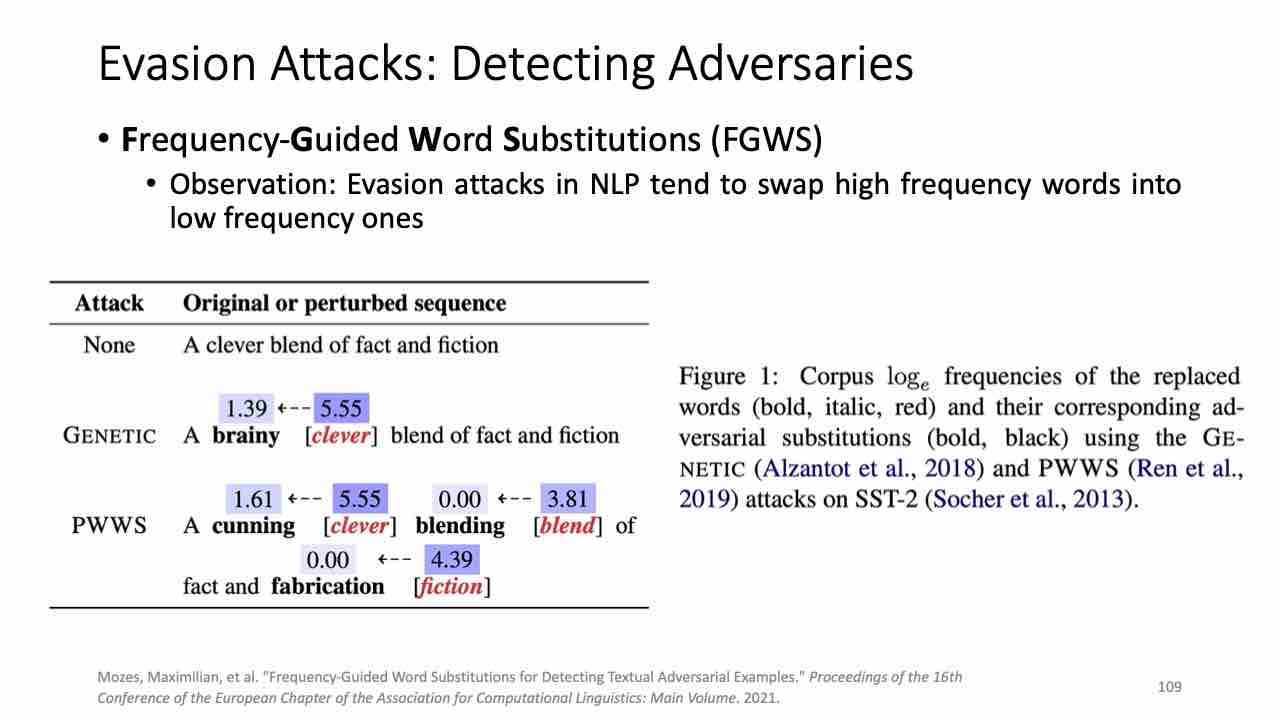 Evasion Attacks: Detecting Adversaries
• Frequency-Guided Word Substitutions (FGWS)
• Observation: Evasion attacks in NLP tend to swap high frequency words into
low frequency ones
Attack Original or perturbed sequence
None A clever blend of fact and fiction
1.39 ⇠-- 5.55
GENETIC A brainy [clever] blend of fact and fiction
1.61 ⇠-- 5.55 0.00 ⇠-- 3.81
PWWS A cunning [clever] blending [blend] of
0.00 ⇠-- 4.39
fact and fabrication [fiction]
Figure 1: Corpus logₑ frequencies of the replaced
words (bold, italic, red) and their corresponding ad-
versarial substitutions (bold, black) using the GE-
NETIC (Alzantot et al., 2018) and PWWS (Ren et al.,
2019) attacks on SST-2 (Socher et al., 2013).
Mozes, Maximilian, et al. "Frequency-Guided Word Substitutions for Detecting Textual Adversarial Examples." Proceedings of the 16th
Conference of the European Chapter of the Association for Computational Linguistics: Main Volume. 2021.
109